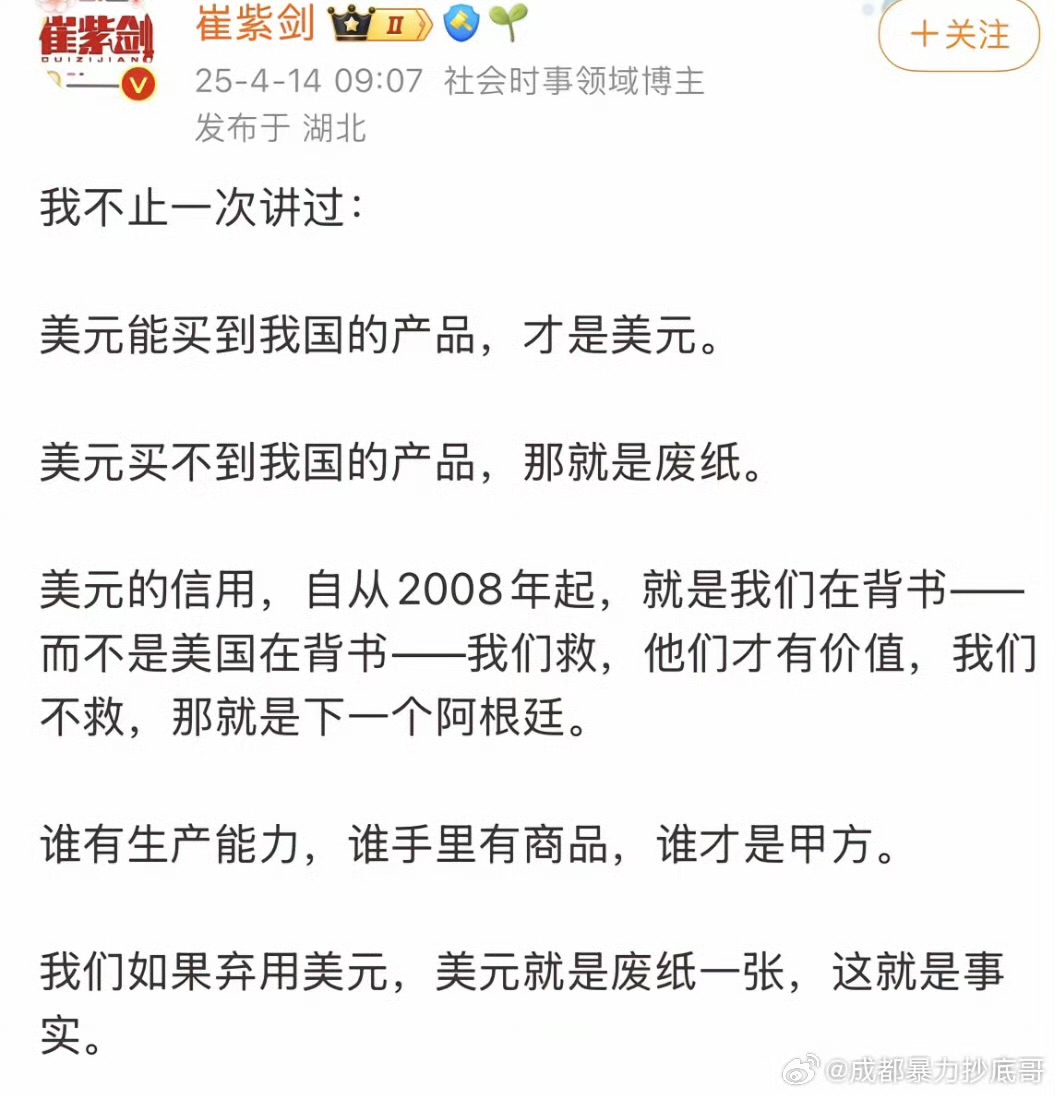 崔紫剑
CUIZIJIANG
崔紫剑 II
+关注
25-4-14 09:07 社会时事领域博主
发布于 湖北
我不止一次讲过：
美元能买到我国的产品，才是美元。
美元买不到我国的产品，那就是废纸。
美元的信用，自从2008年起，就是我们在背书——
而不是美国在背书——我们救，他们才有价值，我们
不救，那就是下一个阿根廷。
谁有生产能力，谁手里有商品，谁才是甲方。
我们如果弃用美元，美元就是废纸一张，这就是事
实。
@成都暴力抄底哥